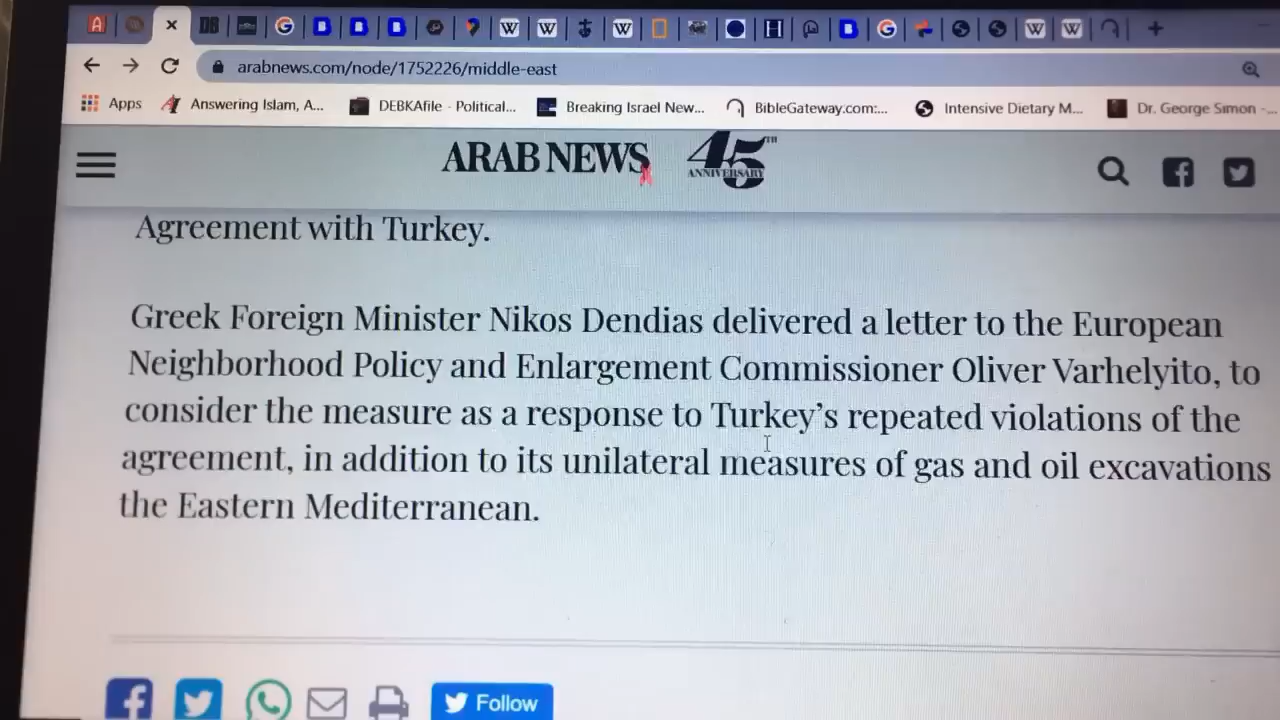 arabnews.com/node/1752226/middle-east
Apps Answering Islam, A... DEBKAfile - Political... Breaking Israel New... BibleGateway.com:... Intensive Dietary M... Dr. George Simon -...
ARAB NEWS 45TH ANNIVERSARY
Agreement with Turkey.
Greek Foreign Minister Nikos Dendias delivered a letter to the European
Neighborhood Policy and Enlargement Commissioner Oliver Varhelyito, to
consider the measure as a response to Turkey’s repeated violations of the
agreement, in addition to its unilateral measures of gas and oil excavations
the Eastern Mediterranean.
Follow